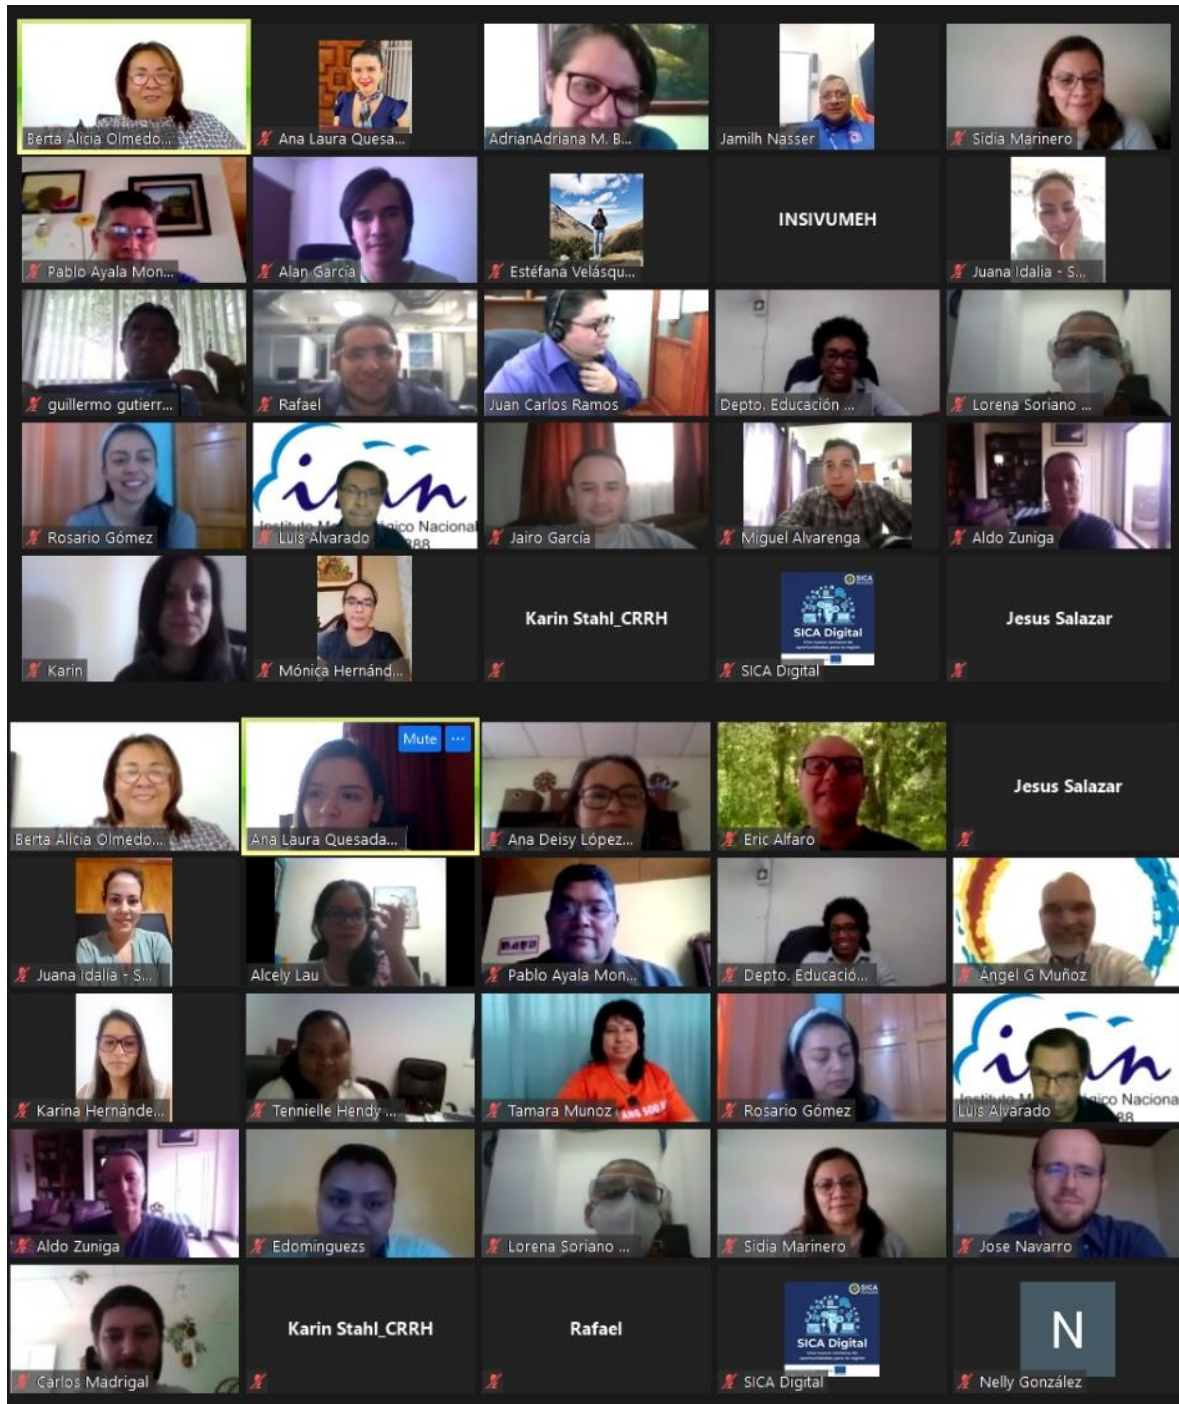 Berta Alicia Olmedo...
Ana Laura Quesa...
AdrianAdriana M. B...
Jamilh Nasser
Sidia Marinero
Pablo Ayala Mon...
Alan García
Estéfana Velásqu...
INSIVUMEH
Juana Idalia - S...
guillermo gutierr...
Rafael
Juan Carlos Ramos
Depto. Educación ...
Lorena Soriano ...
Rosario Gómez
Instituto
Nacional
Luis Alvarado
Jairo García
Miguel Alvarenga
Aldo Zuniga
Karin
Mónica Hernánd...
Karin Stahl_CRRH
SICA
SICA Digital
SICA Digital
Jesus Salazar
Berta Alicia Olmedo...
Mute ...
Ana Laura Quesada...
Ana Deisy López...
Eric Alfaro
Jesus Salazar
Juana Idalia - S...
Alcely Lau
Pablo Ayala Mon...
Depto. Educació...
Ángel G Muñoz
Karina Hernánde...
Tennielle Hendy ...
Tamara Munoz
Rosario Gómez
Luis Alvarado
Aldo Zuniga
Edominguezs
Lorena Soriano ...
Sidia Marinero
Jose Navarro
Carlos Madrigal
Karin Stahl_CRRH
Rafael
SICA
SICA Digital
SICA Digital
N
Nelly González